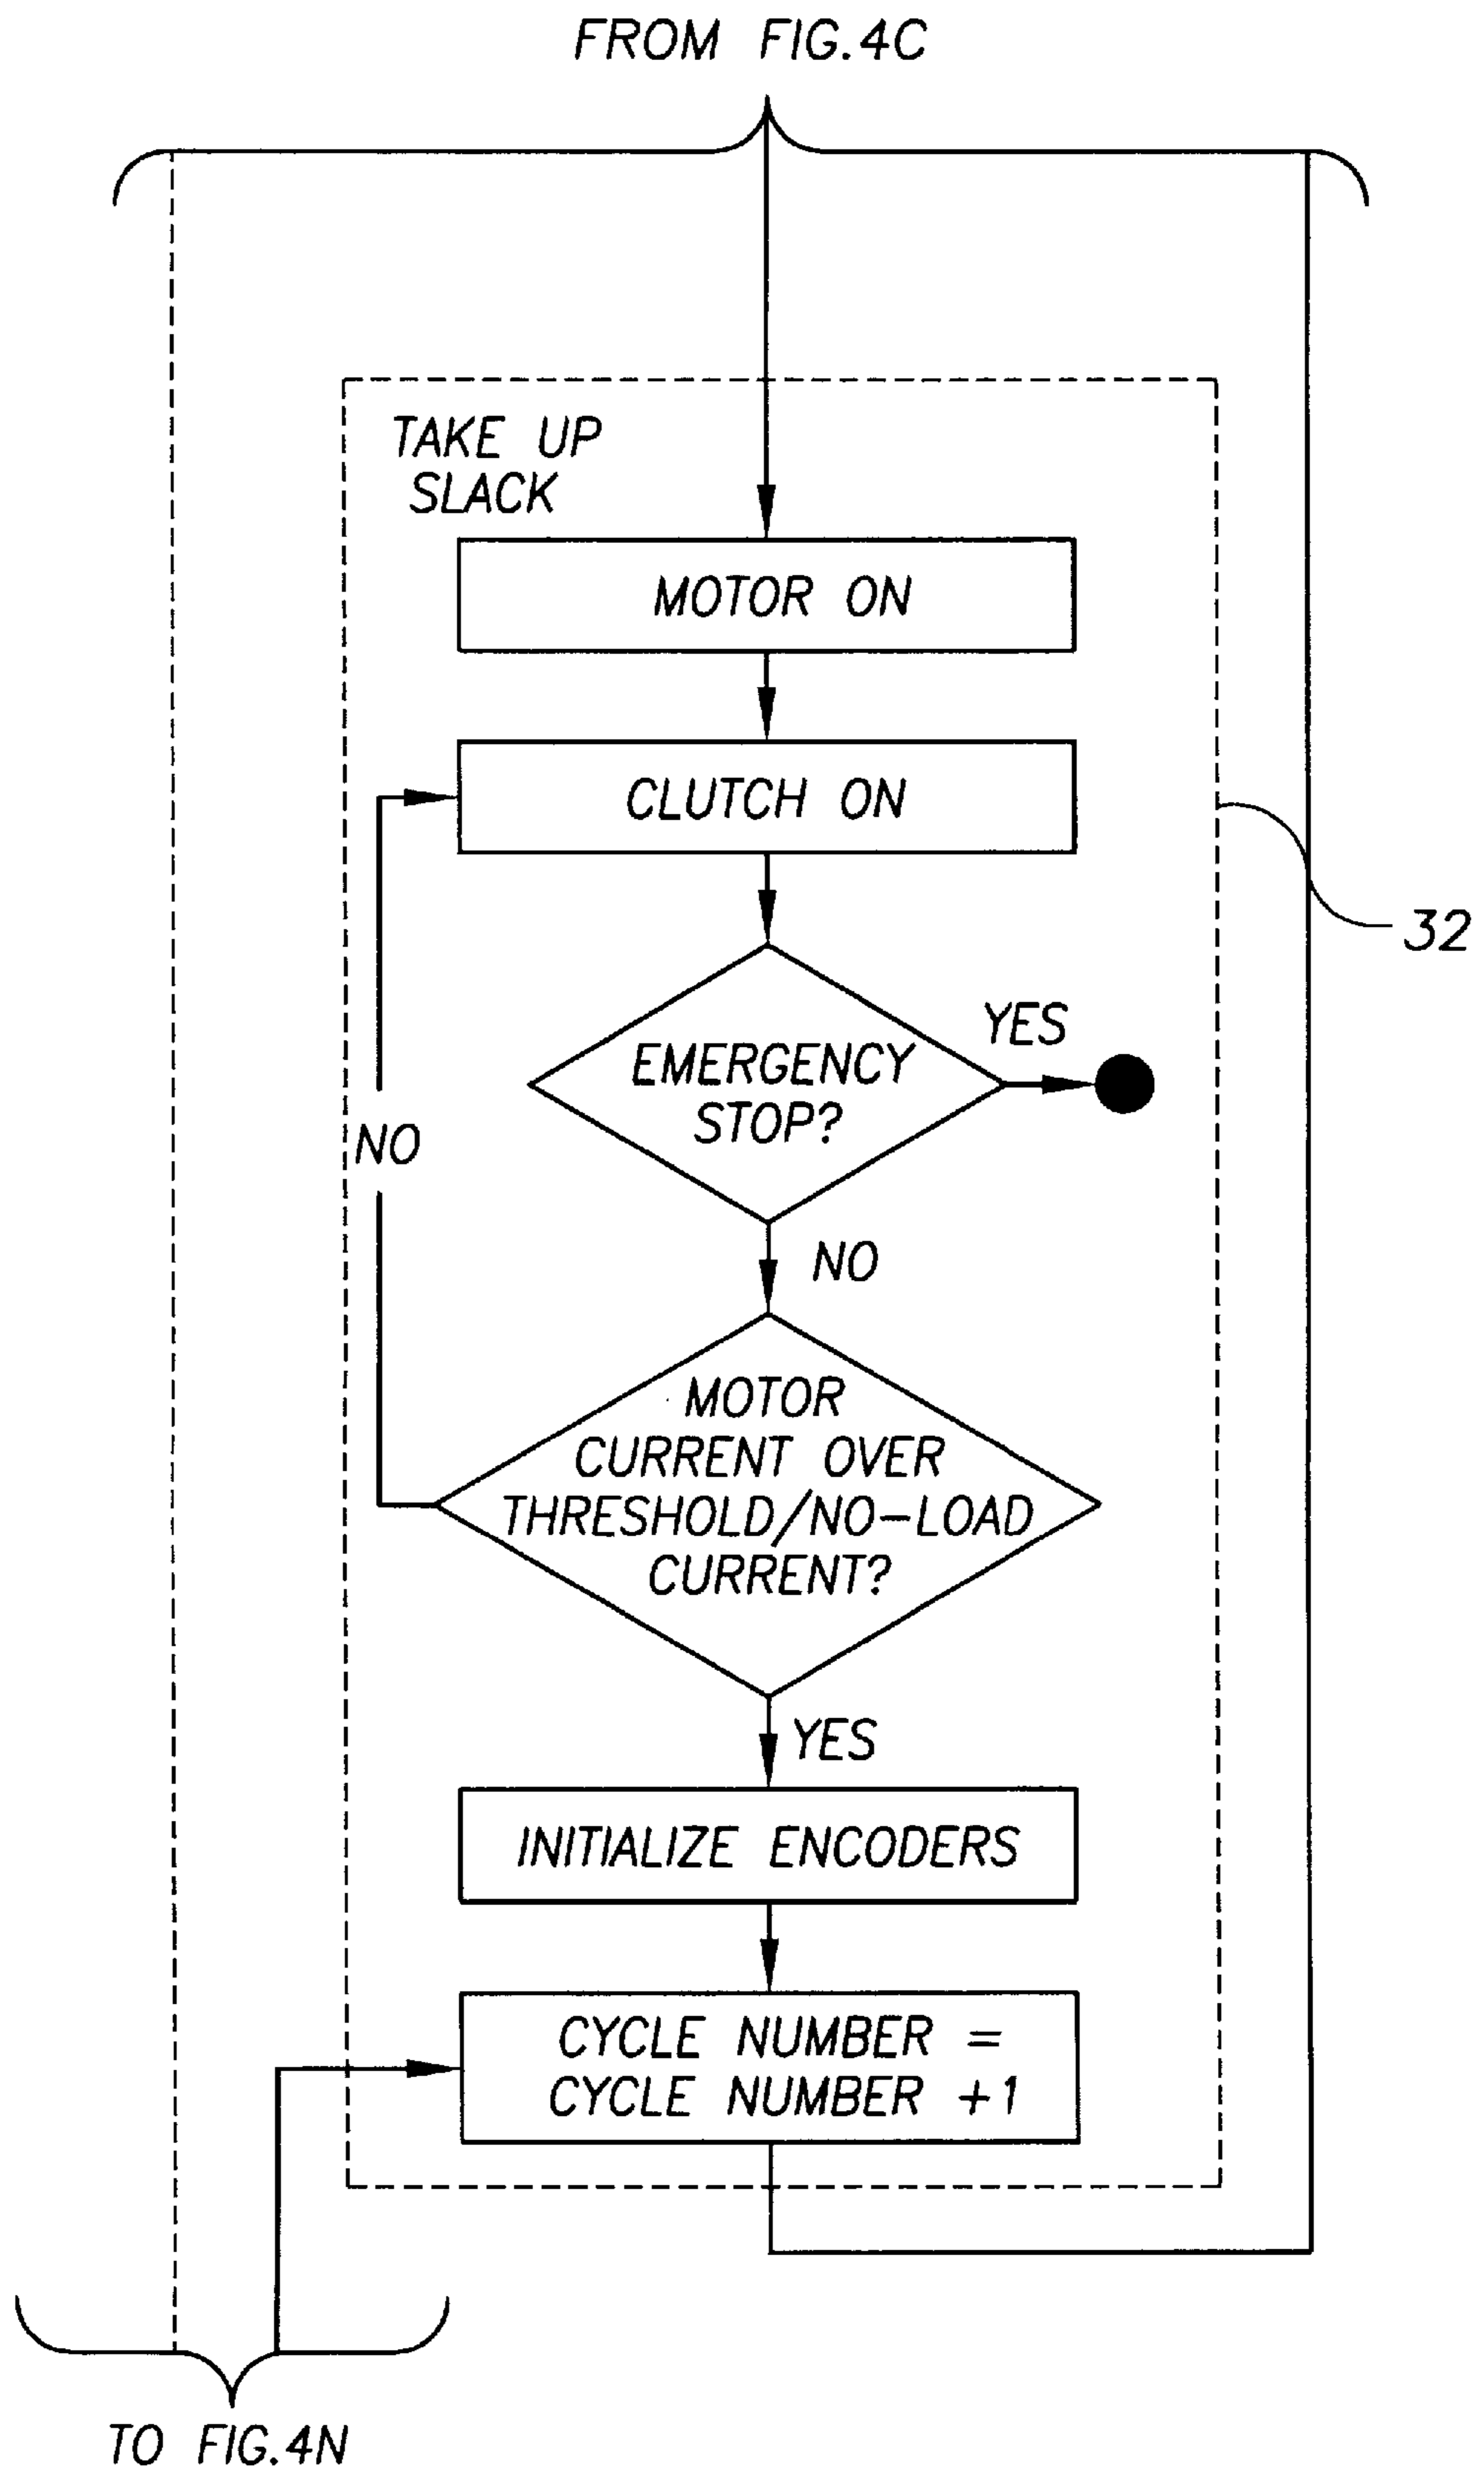 FROM FIG.4C
TAKE UP
SLACK
MOTOR ON
CLUTCH ON
32
YES
EMERGENCY
STOP?
NO
NO
MOTOR
CURRENT OVER
THRESHOLD/NO-LOAD
CURRENT?
YES
INITIALIZE ENCODERS
CYCLE NUMBER =
CYCLE NUMBER +1
TO FIG.4N